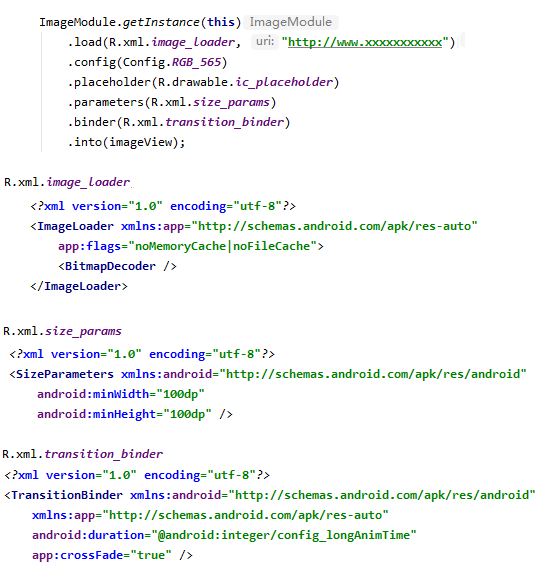 ImageModule.getInstance(this) ImageModule
.load(R.xml.image_loader, uri: "http://www.xxxxxxxxxxx")
.config(Config.RGB_565)
.placeholder(R.drawable.ic_placeholder)
.parameters(R.xml.size_params)
.binder(R.xml.transition_binder)
.into(imageView);
R.xml.image_loader
<?xml version="1.0" encoding="utf-8"?>
<ImageLoader xmlns:app="http://schemas.android.com/apk/res-auto"
app:flags="noMemoryCache|noFileCache">
<BitmapDecoder />
</ImageLoader>
R.xml.size_params
<?xml version="1.0" encoding="utf-8"?>
<SizeParameters xmlns:android="http://schemas.android.com/apk/res/android"
android:minWidth="100dp"
android:minHeight="100dp" />
R.xml.transition_binder
<?xml version="1.0" encoding="utf-8"?>
<TransitionBinder xmlns:android="http://schemas.android.com/apk/res/android"
xmlns:app="http://schemas.android.com/apk/res-auto"
android:duration="@android:integer/config_longAnimTime"
app:crossFade="true" />